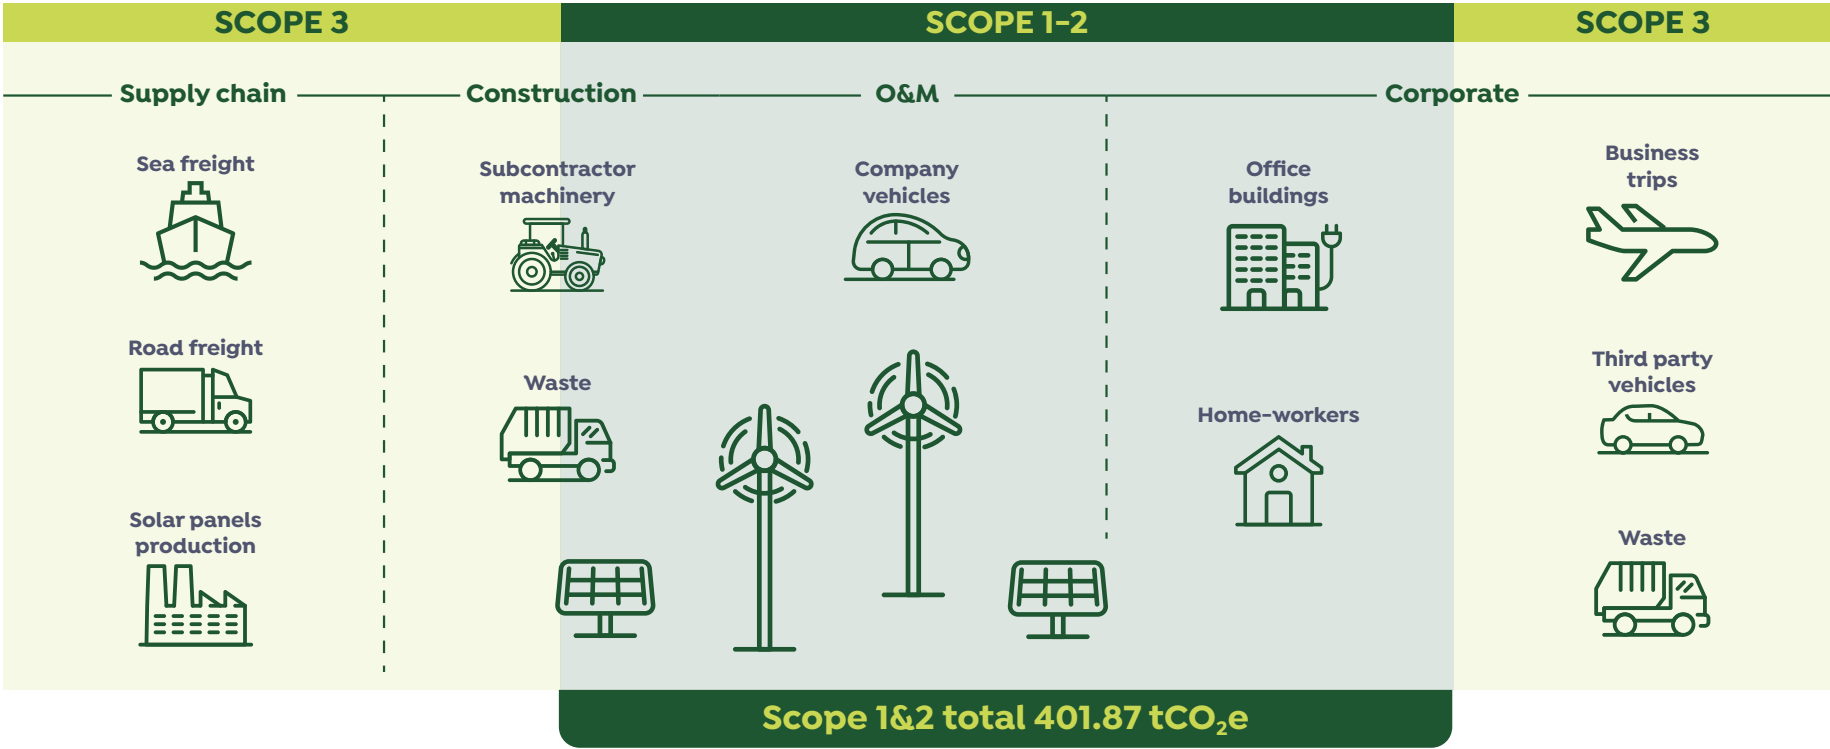 SCOPE 3
SCOPE 1–2
SCOPE 3
Supply chain
Construction
O&M
Corporate
Sea freight
Road freight
Solar panels
production
Subcontractor
machinery
Waste
Company
vehicles
Office
buildings
Home-workers
Business
trips
Third party
vehicles
Waste
Scope 1&2 total 401.87 tCO₂e